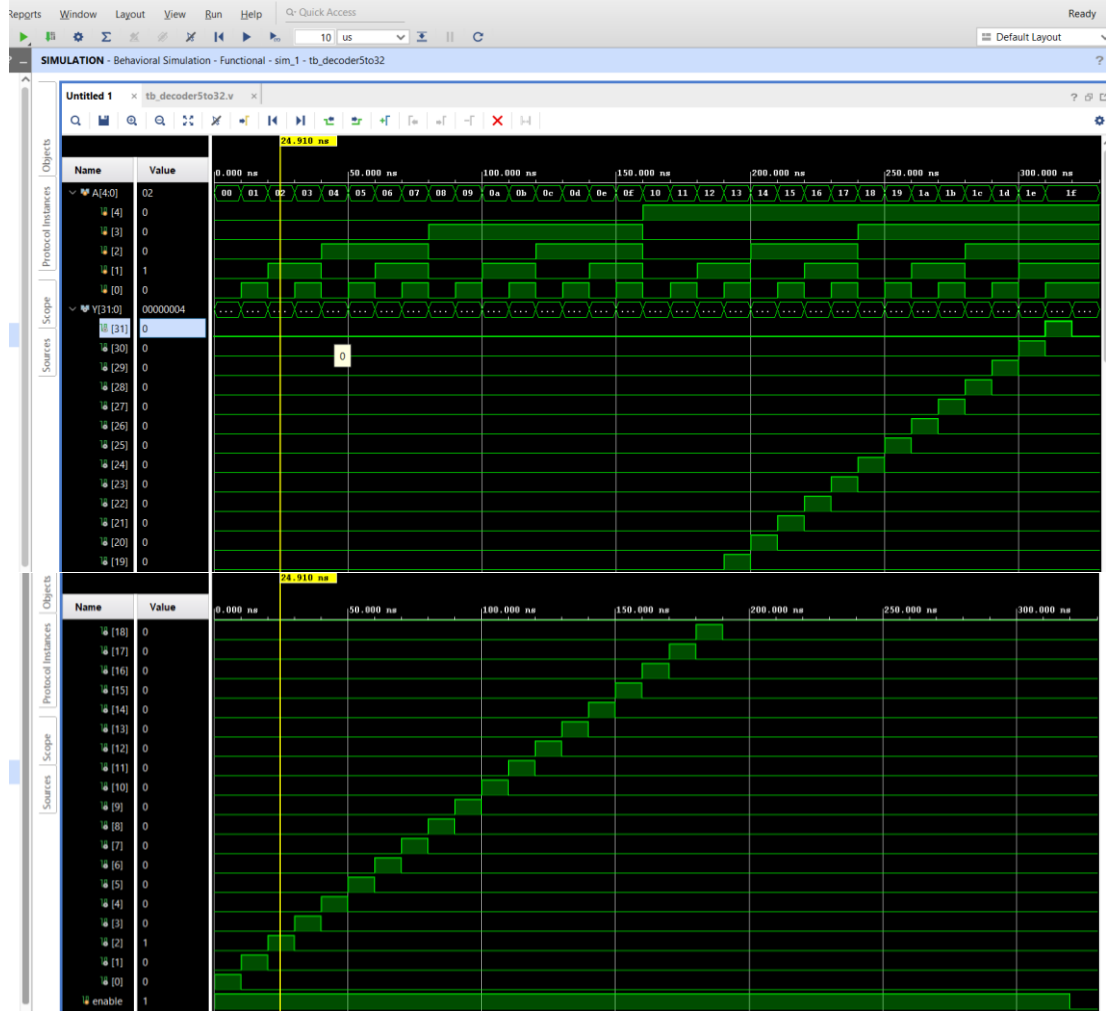 Reports Window Layout View Run Help Q- Quick Access Ready
10 us Default Layout
SIMULATION - Behavioral Simulation - Functional - sim_1 - tb_decoder5to32 ?
Untitled 1 × tb_decoder5to32.v × ?
24.910 ns
Objects
Protocol Instances
Scope
Sources
Name Value 0.000 ns 50.000 ns 100.000 ns 150.000 ns 200.000 ns 250.000 ns 300.000 ns
A[4:0] 02 00 01 02 03 04 05 06 07 08 09 0a 0b 0c 0d 0e 0f 10 11 12 13 14 15 16 17 18 19 1a 1b 1c 1d 1e 1f
[4] 0
[3] 0
[2] 0
[1] 1
[0] 0
Y[31:0] 00000004 ... ... ... ... ... ... ... ... ... ... ... ... ... ... ... ... ... ... ... ... ... ... ... ... ... ... ... ... ... ... ... ... ...
[31] 0
[30] 0 0
[29] 0
[28] 0
[27] 0
[26] 0
[25] 0
[24] 0
[23] 0
[22] 0
[21] 0
[20] 0
[19] 0
24.910 ns
Objects
Protocol Instances
Scope
Sources
Name Value 0.000 ns 50.000 ns 100.000 ns 150.000 ns 200.000 ns 250.000 ns 300.000 ns
[18] 0
[17] 0
[16] 0
[15] 0
[14] 0
[13] 0
[12] 0
[11] 0
[10] 0
[9] 0
[8] 0
[7] 0
[6] 0
[5] 0
[4] 0
[3] 0
[2] 1
[1] 0
[0] 0
enable 1